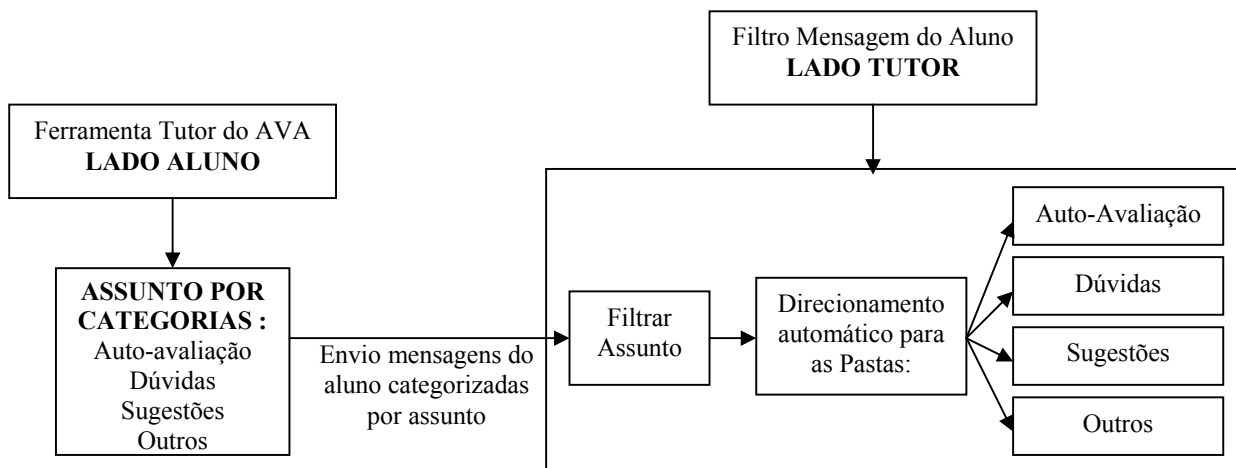 Filtro Mensagem do Aluno
LADO TUTOR
Ferramenta Tutor do AVA
LADO ALUNO
ASSUNTO POR
CATEGORIAS :
Auto-avaliação
Dúvidas
Sugestões
Outros
Envio mensagens do
aluno categorizadas
por assunto
Filtrar
Assunto
Direcionamento
automático para
as Pastas:
Auto-Avaliação
Dúvidas
Sugestões
Outros